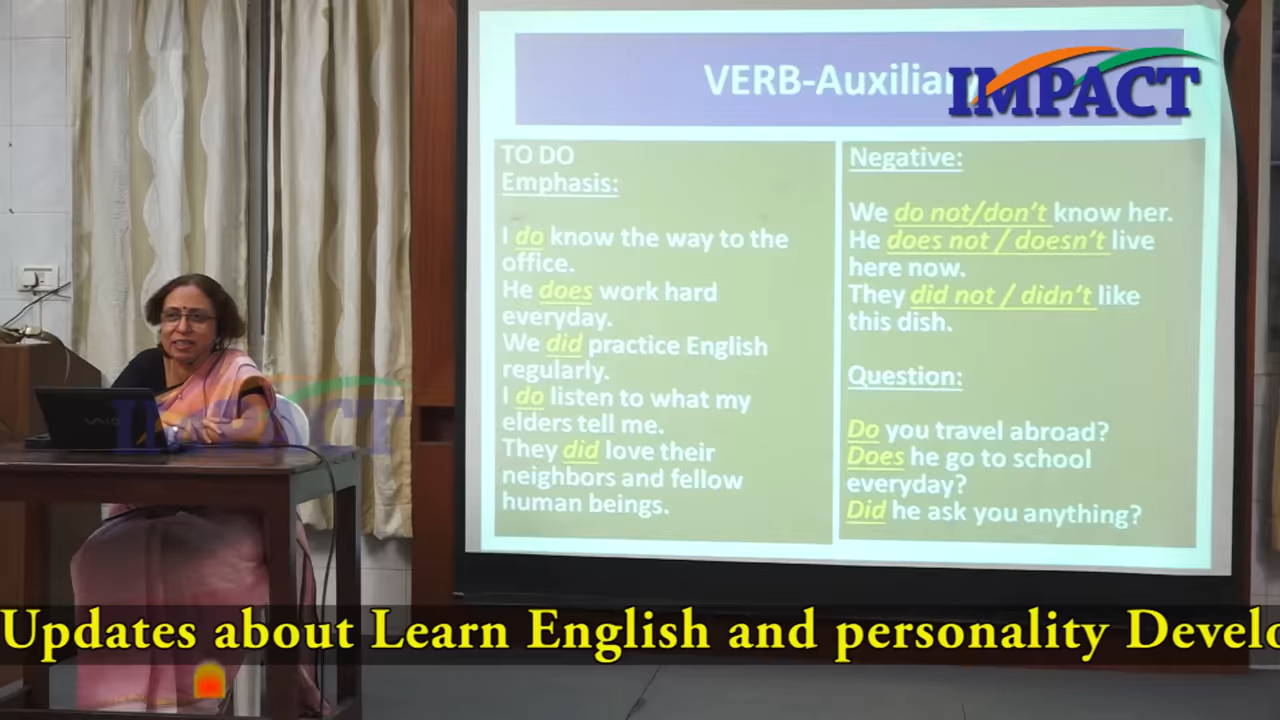 VERB-Auxiliary
IMPACT
TO DO
Emphasis:
I do know the way to the
office.
He does work hard
everyday.
We did practice English
regularly.
I do listen to what my
elders tell me.
They did love their
neighbors and fellow
human beings.
Negative:
We do not/don't know her.
He does not / doesn't live
here now.
They did not / didn't like
this dish.
Question:
Do you travel abroad?
Does he go to school
everyday?
Did he ask you anything?
VAIO
IMPACT
Updates about Learn English and personality Develo